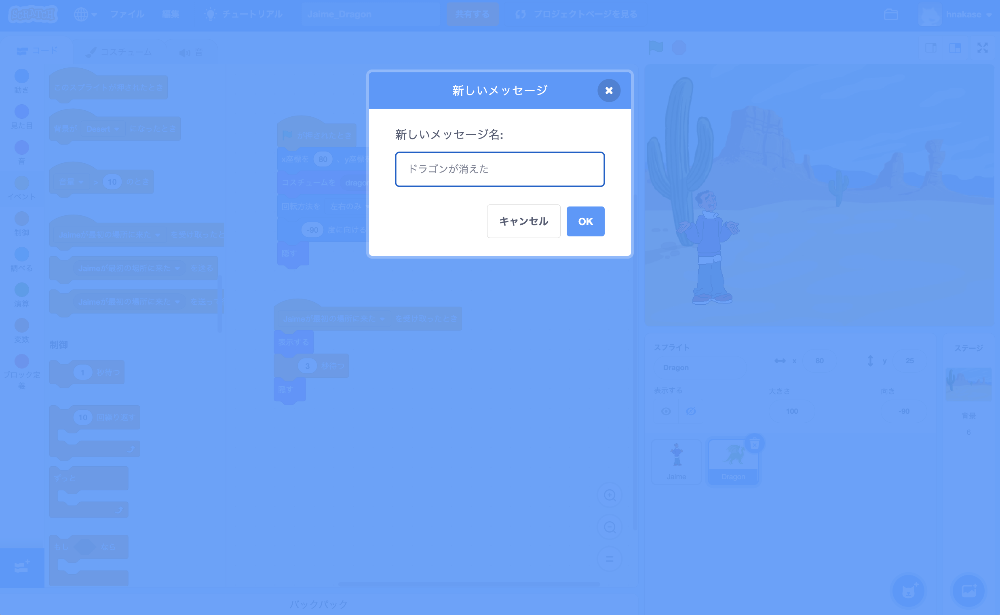 SCRATCH
ファイル 編集 チュートリアル Jaime_Dragon 共有する プロジェクトページを見る hnakase
コード コスチューム 音
動き
見た目
音
イベント
制御
調べる
演算
変数
ブロック定
義
このスプライトが押されたとき
背景が Desert になったとき
音量 > 10 のとき
Jaimeが最初の場所に来た を受け取ったと
Jaimeが最初の場所に来た を送る
Jaimeが最初の場所に来た を送って
制御
1 秒待つ
10 回繰り返す
ずっと
もし なら
が押されたとき
x座標を 80 、y座標を
コスチュームを dragon
回転方法を 左右のみ
-90 度に向ける
隠す
Jaimeが最初の場所に来た を受け取ったとき
表示する
3 秒待つ
隠す
新しいメッセージ
新しいメッセージ名:
ドラゴンが消えた
キャンセル OK
スプライト
Dragon x 80 y 25
表示する 大きさ 向き
100 -90
Jaime Dragon
ステージ
背景
6
バックパック